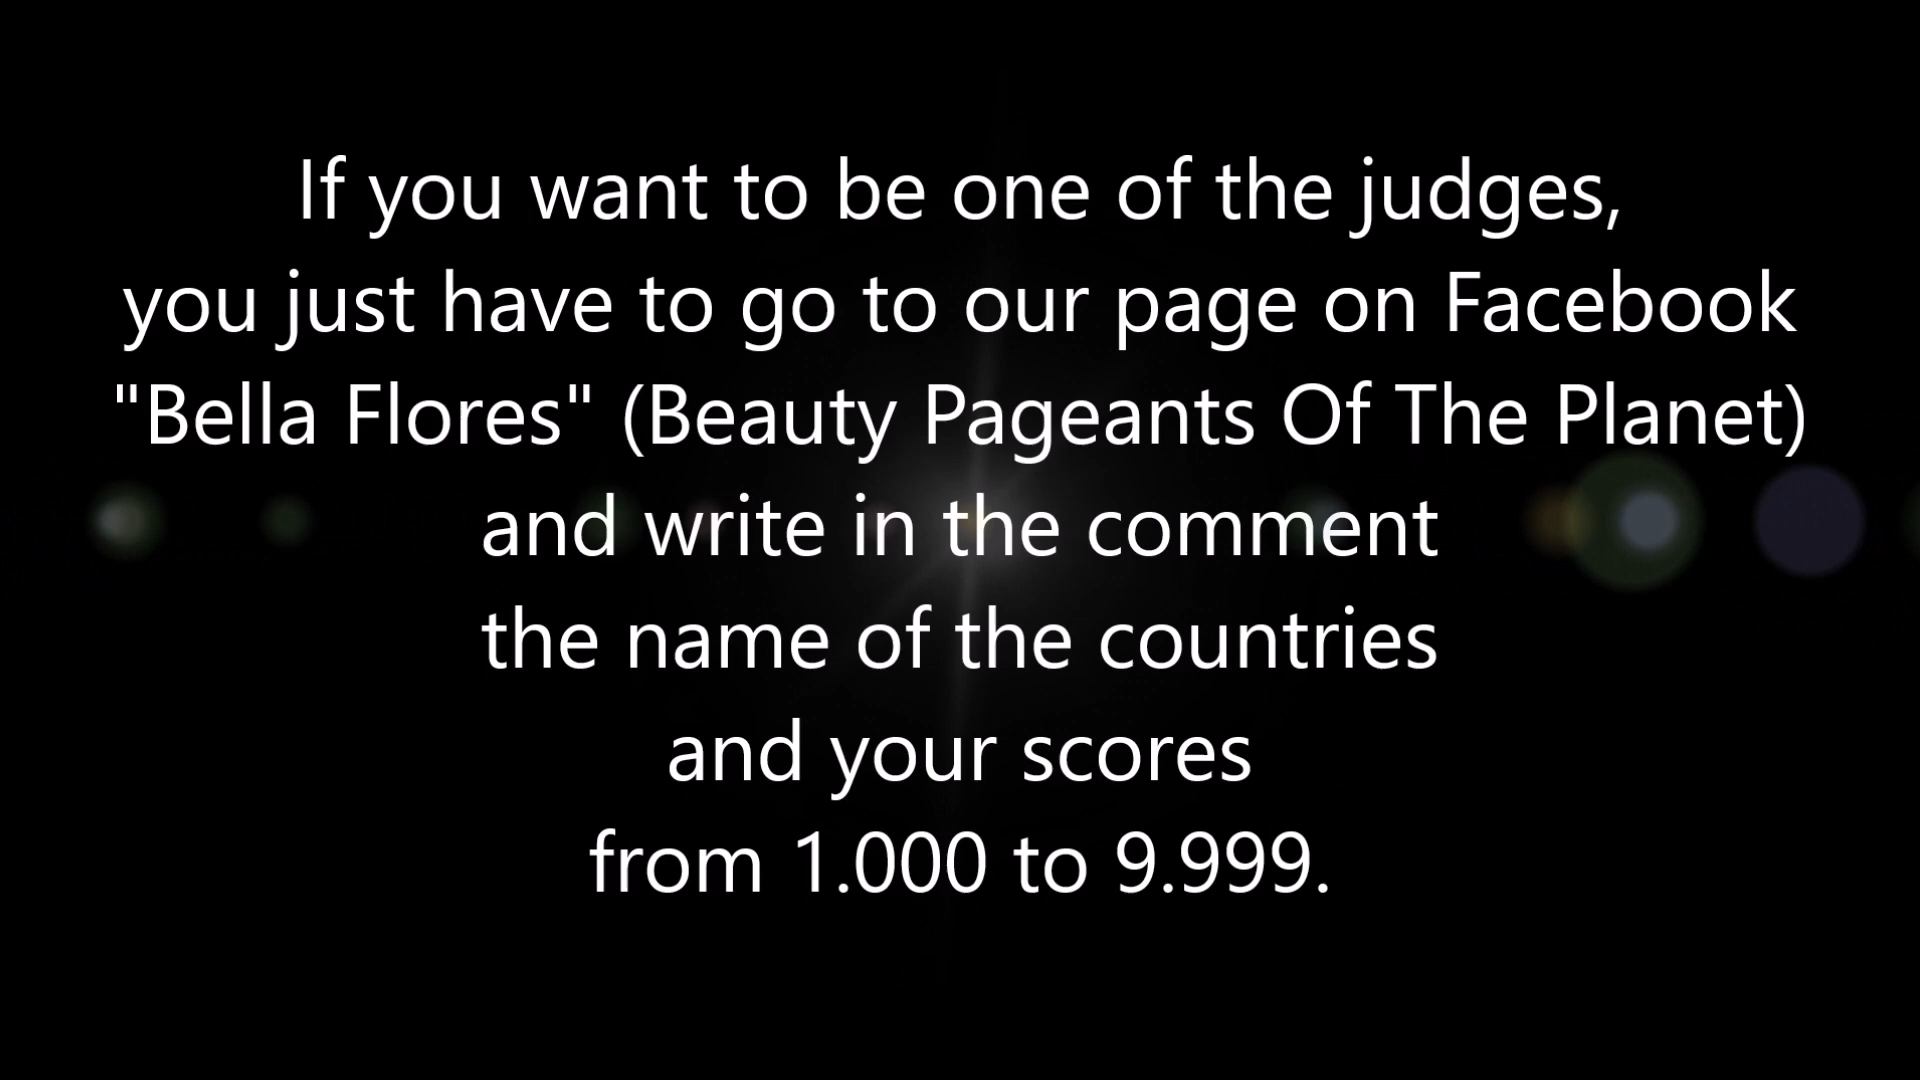 If you want to be one of the judges,
you just have to go to our page on Facebook
"Bella Flores" (Beauty Pageants Of The Planet)
and write in the comment
the name of the countries
and your scores
from 1.000 to 9.999.